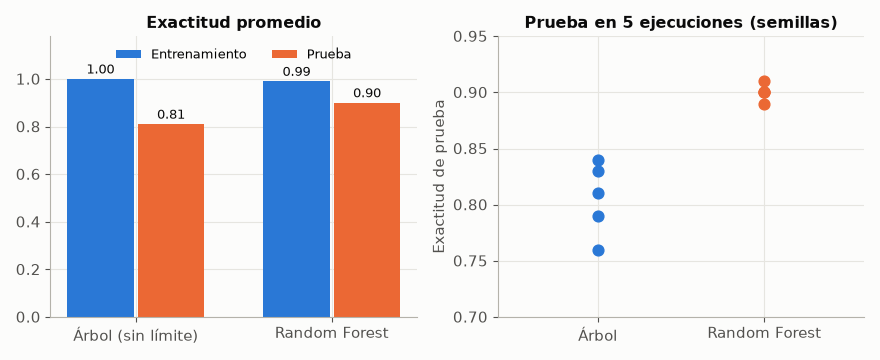 Exactitud promedio
Entrenamiento
Prueba
1.00
0.81
0.99
0.90
1.0
0.8
0.6
0.4
0.2
0.0
Árbol (sin límite)
Random Forest
Prueba en 5 ejecuciones (semillas)
Exactitud de prueba
0.95
0.90
0.85
0.80
0.75
0.70
Árbol
Random Forest